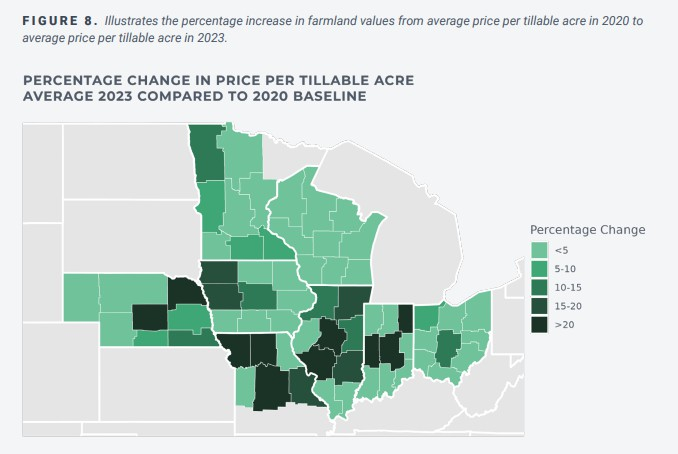 FIGURE 8. Illustrates the percentage increase in farmland values from average price per tillable acre in 2020 to
average price per tillable acre in 2023.
PERCENTAGE CHANGE IN PRICE PER TILLABLE ACRE
AVERAGE 2023 COMPARED TO 2020 BASELINE
Percentage Change
<5
5-10
10-15
15-20
>20